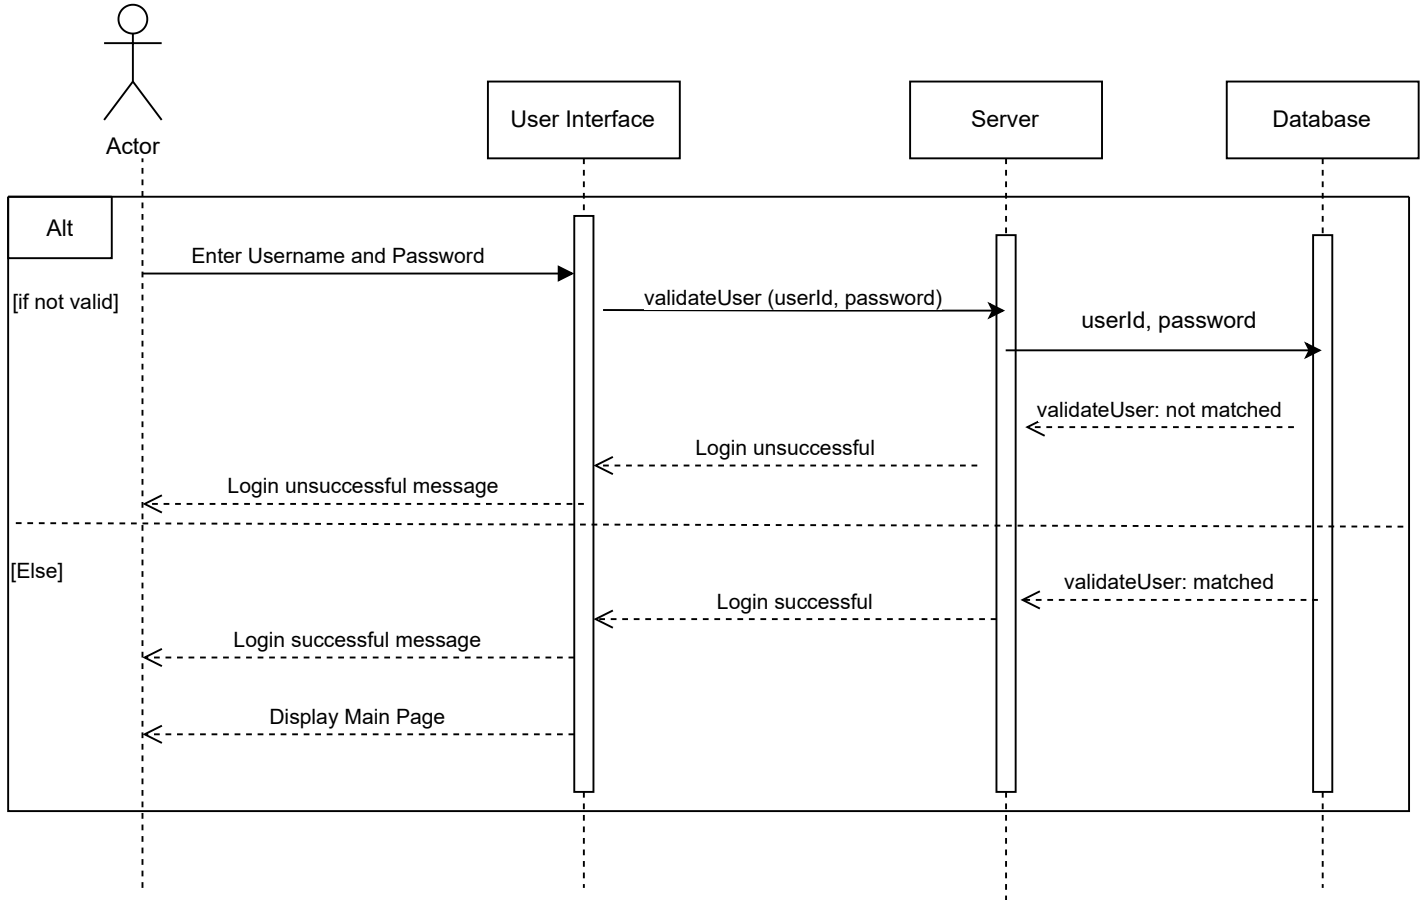 Actor
User Interface
Server
Database
Alt
Enter Username and Password
[if not valid]
validateUser (userId, password)
userId, password
validateUser: not matched
Login unsuccessful
Login unsuccessful message
[Else]
validateUser: matched
Login successful
Login successful message
Display Main Page